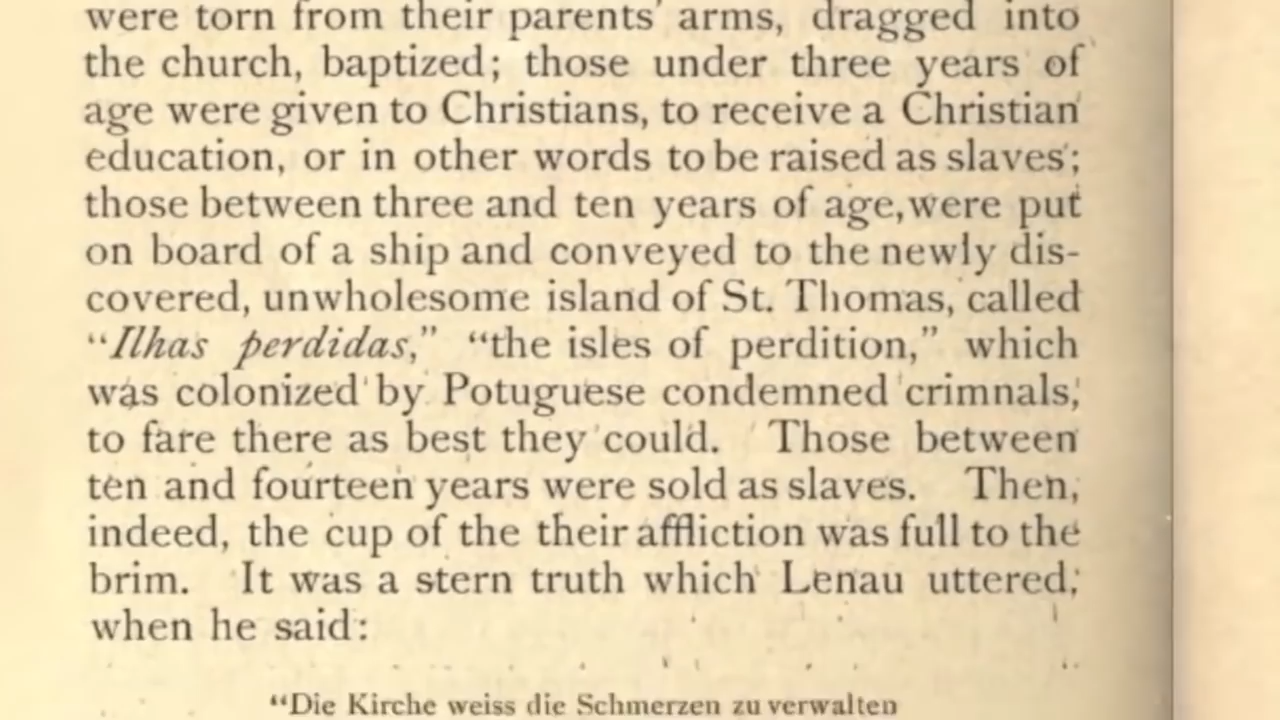 were torn from their parents' arms, dragged into
the church, baptized; those under three years of
age were given to Christians, to receive a Christian
education, or in other words to be raised as slaves;
those between three and ten years of age, were put
on board of a ship and conveyed to the newly dis-
covered, unwholesome island of St. Thomas, called
“Ilhas perdidas,” “the isles of perdition,” which
was colonized by Potuguese condemned crimnals,
to fare there as best they could. Those between
ten and fourteen years were sold as slaves. Then,
indeed, the cup of the their affliction was full to the
brim. It was a stern truth which Lenau uttered,
when he said:
“Die Kirche weiss die Schmerzen zu verwalten